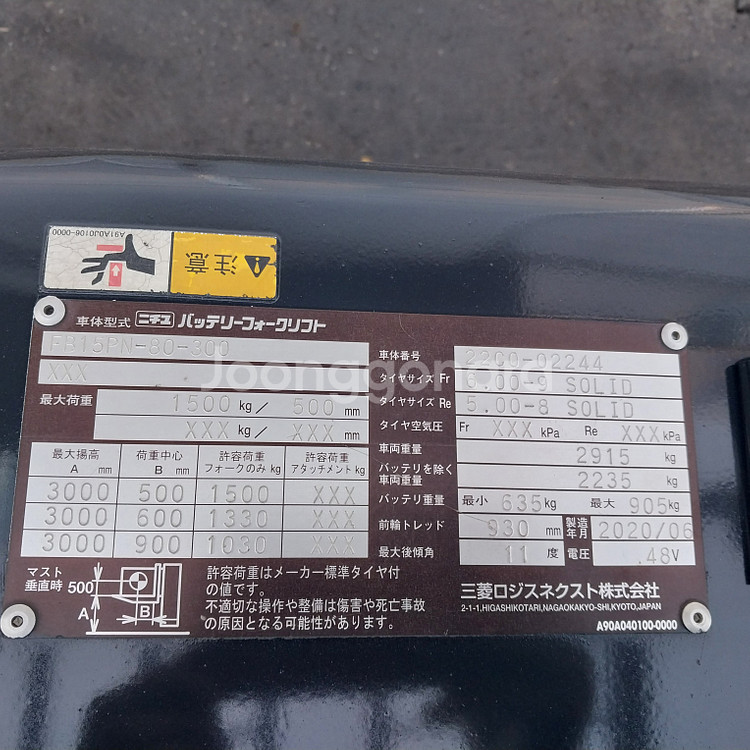 A91A0J0106-0000
注意
車体型式 ニチユ バッテリーフォークリフト
FB15PN-80-300
XXX
最大荷重 1500 kg / 500 mm
XXX kg / XXX mm
最大揚高 A mm 荷重中心 B mm 許容荷重 フォークのみ kg 許容荷重 アタッチメント kg
3000 500 1500 XXX
3000 600 1330 XXX
3000 900 1030 XXX
マスト垂直時 500 A B
許容荷重はメーカー標準タイヤ付
の値です。
不適切な操作や整備は傷害や死亡事故
の原因となる可能性があります。
車体番号 22C0-02244
タイヤサイズ Fr 6.00-9 SOLID
タイヤサイズ Re 5.00-8 SOLID
タイヤ空気圧 Fr XXX kPa Re XXX kPa
車両重量 2915 kg
バッテリを除く
車両重量 2235 kg
バッテリ重量 最小 635 kg 最大 905 kg
前輪トレッド 930 mm 製造年月 2020/06
最大後傾角 11 度 電圧 48 V
三菱ロジスネクスト株式会社
2-1-1,HIGASHIKOTARI,NAGAOKAKYO-SHI,KYOTO,JAPAN
A90A040100-0000
Joonggonara